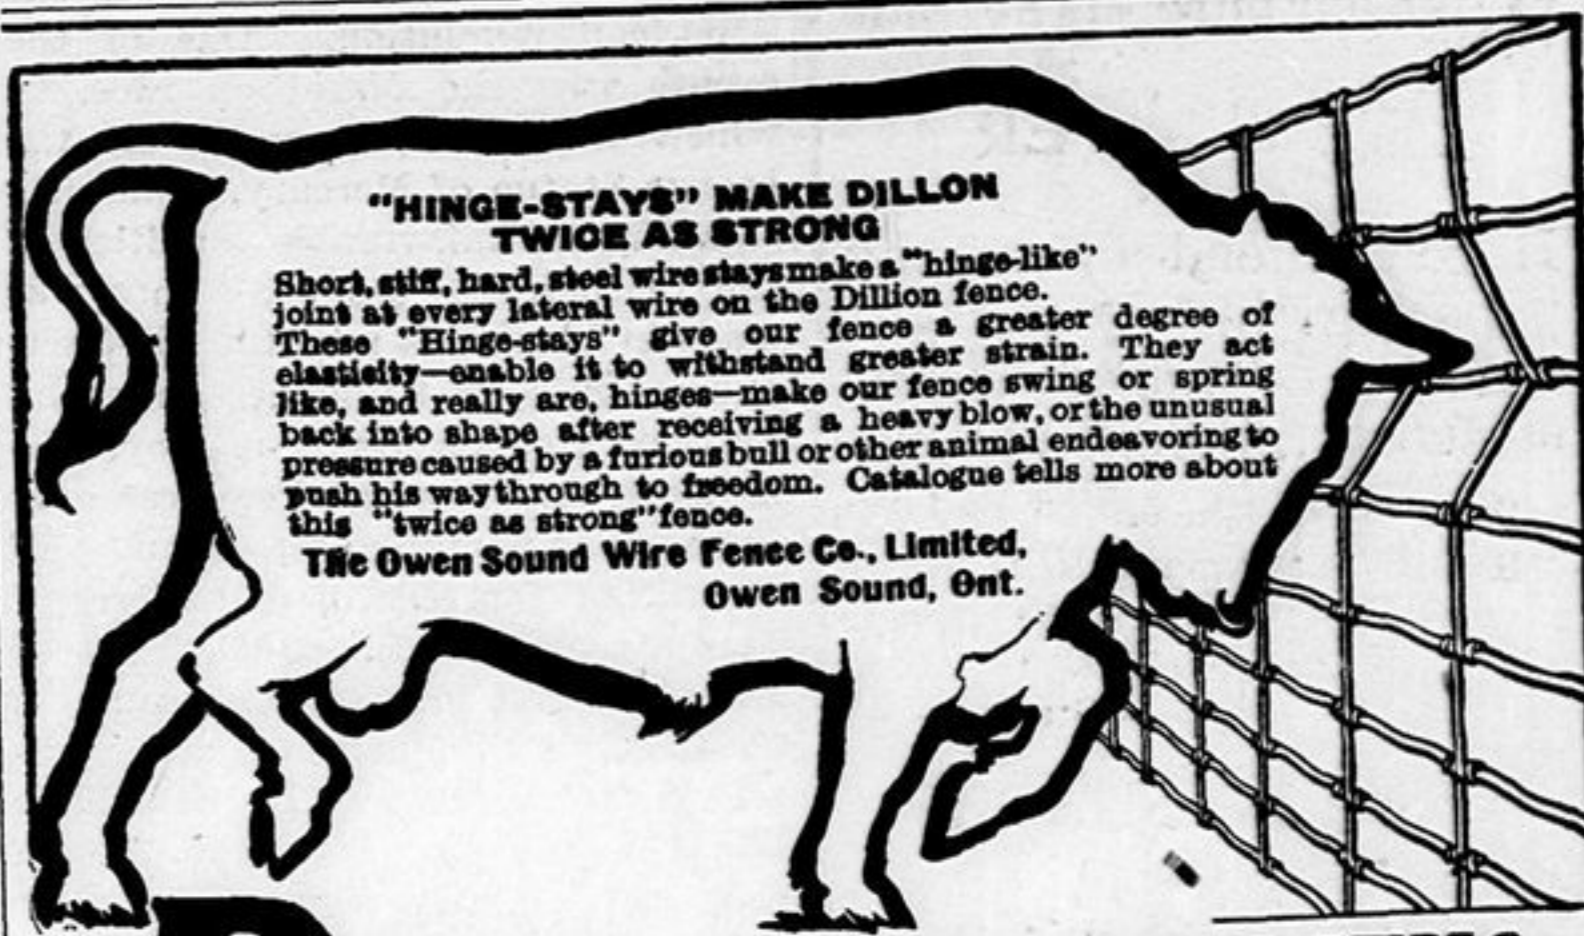 "HINGE-STAYS" MAKE DILLON
TWICE AS STRONG
Short, stiff, hard, steel wire stays make a "hinge-like"
joint at every lateral wire on the Dillion fence.
These "Hinge-stays" give our fence a greater degree of
elasticity—enable it to withstand greater strain. They act
like, and really are, hinges—make our fence swing or spring
back into shape after receiving a heavy blow, or the unusual
pressure caused by a furious bull or other animal endeavoring to
push his way through to freedom. Catalogue tells more about
this "twice as strong" fence.
The Owen Sound Wire Fence Co., Limited,
Owen Sound, Ont.